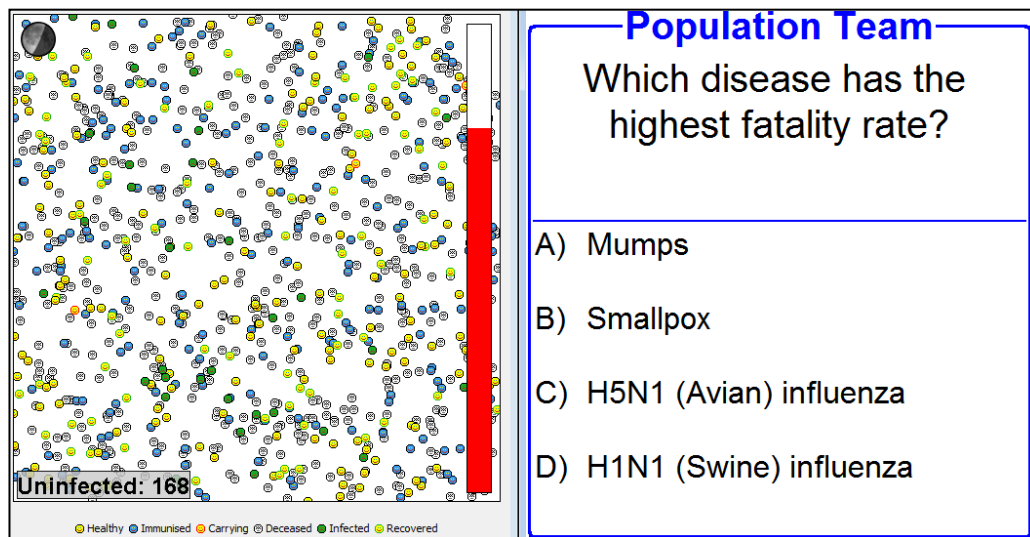 Uninfected: 168
Healthy Immunised Carrying Deceased Infected Recovered
Population Team
Which disease has the
highest fatality rate?
A) Mumps
B) Smallpox
C) H5N1 (Avian) influenza
D) H1N1 (Swine) influenza